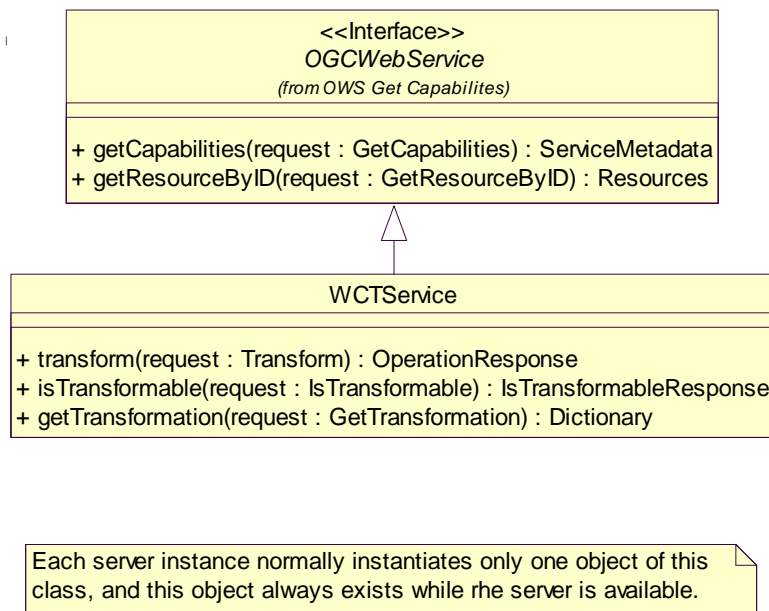 <<Interface>>
OGCWebService
(from OWS Get Capabilites)
+ getCapabilities(request : GetCapabilities) : ServiceMetadata
+ getResourceByID(request : GetResourceByID) : Resources
WCTService
+ transform(request : Transform) : OperationResponse
+ isTransformable(request : IsTransformable) : IsTransformableResponse
+ getTransformation(request : GetTransformation) : Dictionary
Each server instance normally instantiates only one object of this
class, and this object always exists while rhe server is available.